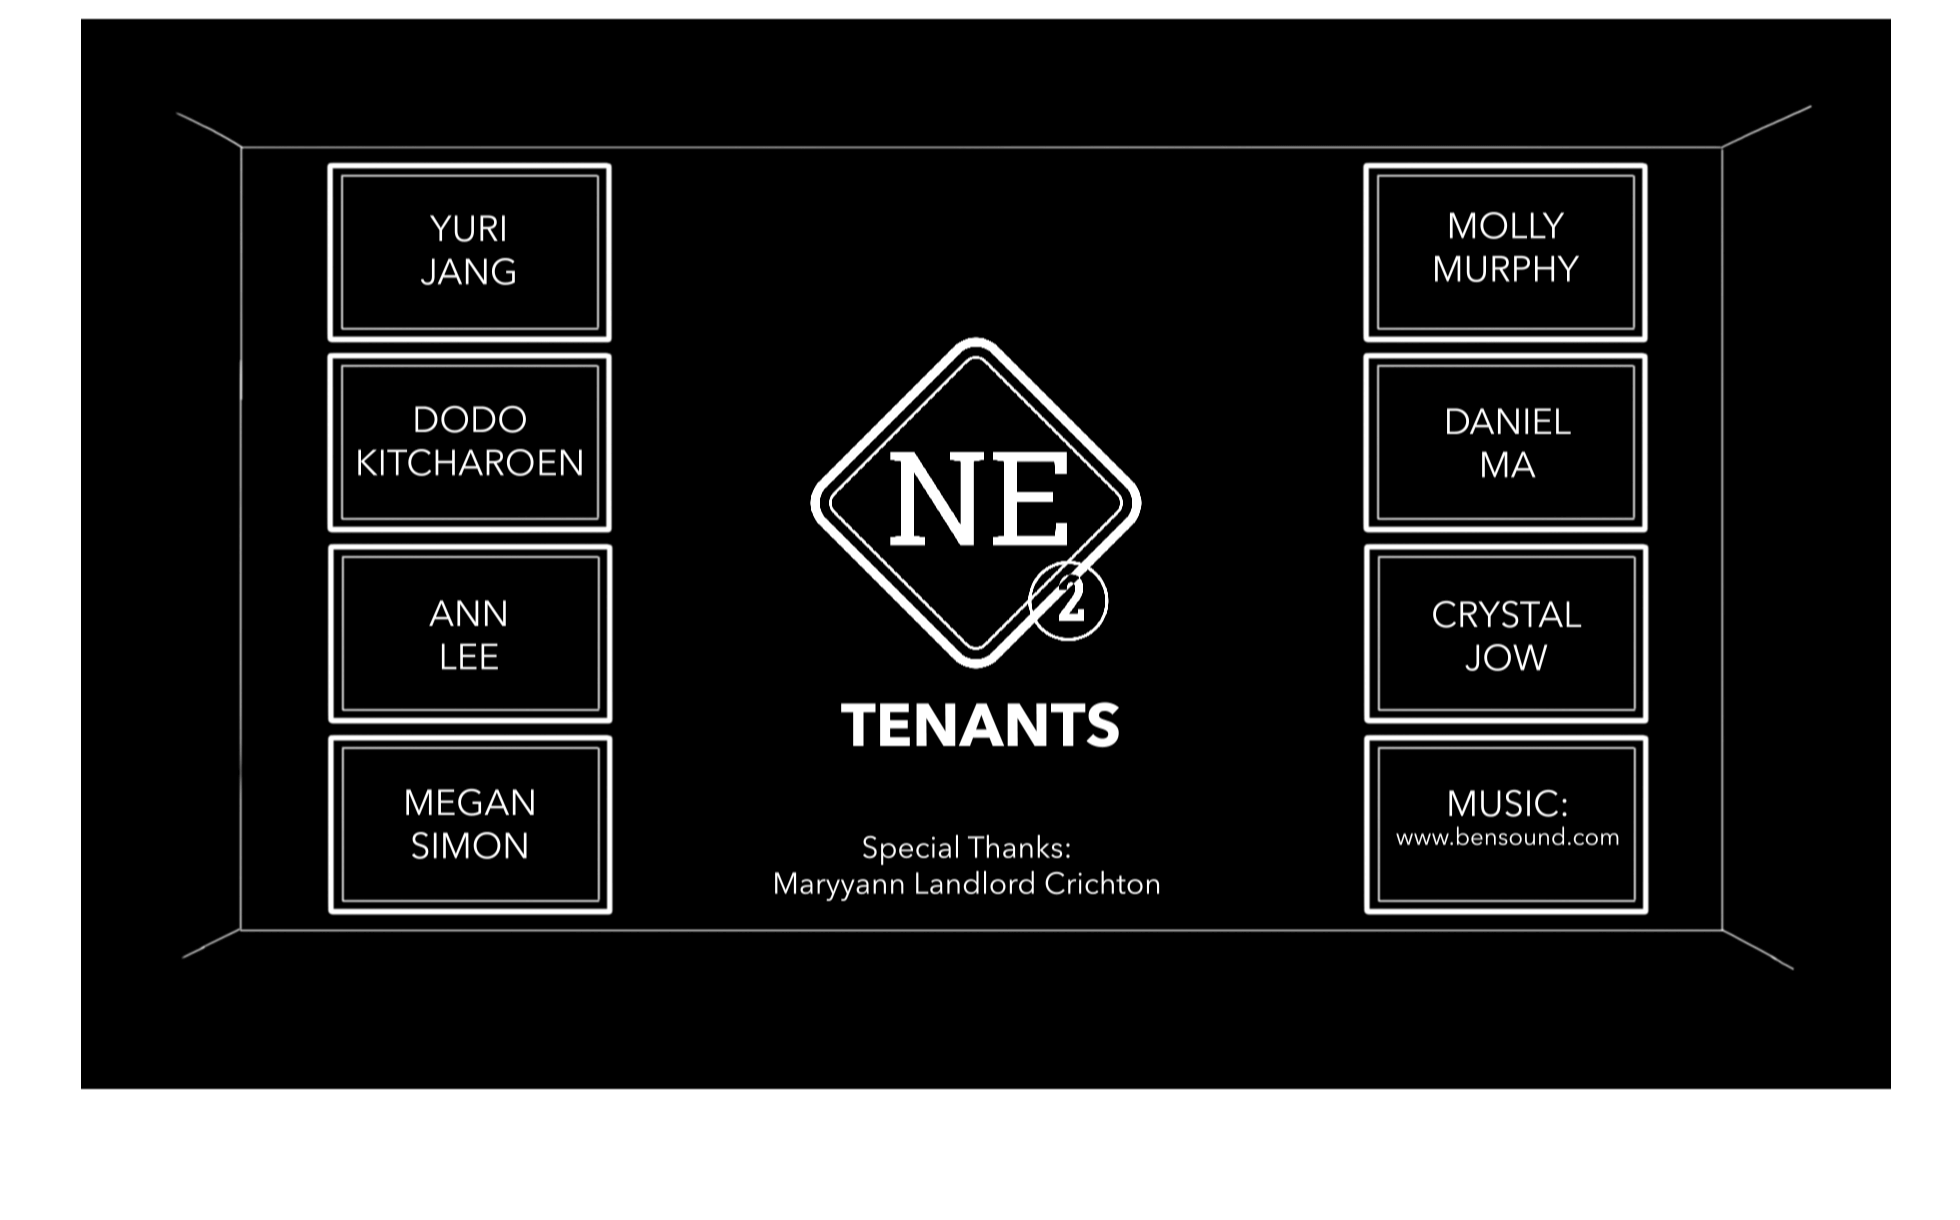 YURI
JANG
DODO
KITCHAROEN
ANN
LEE
MEGAN
SIMON
NE
2
TENANTS
Special Thanks:
Maryyann Landlord Crichton
MOLLY
MURPHY
DANIEL
MA
CRYSTAL
JOW
MUSIC:
www.bensound.com